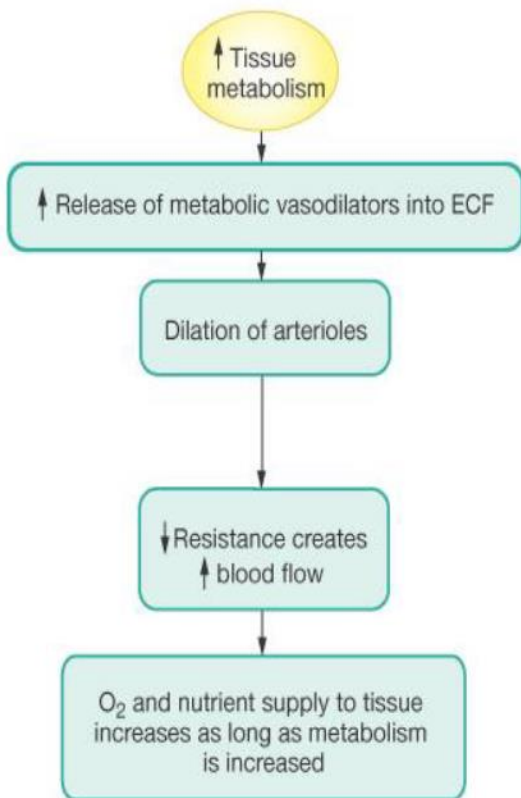 ↑ Tissue
metabolism
↑ Release of metabolic vasodilators into ECF
Dilation of arterioles
↓ Resistance creates
↑ blood flow
O₂ and nutrient supply to tissue
increases as long as metabolism
is increased